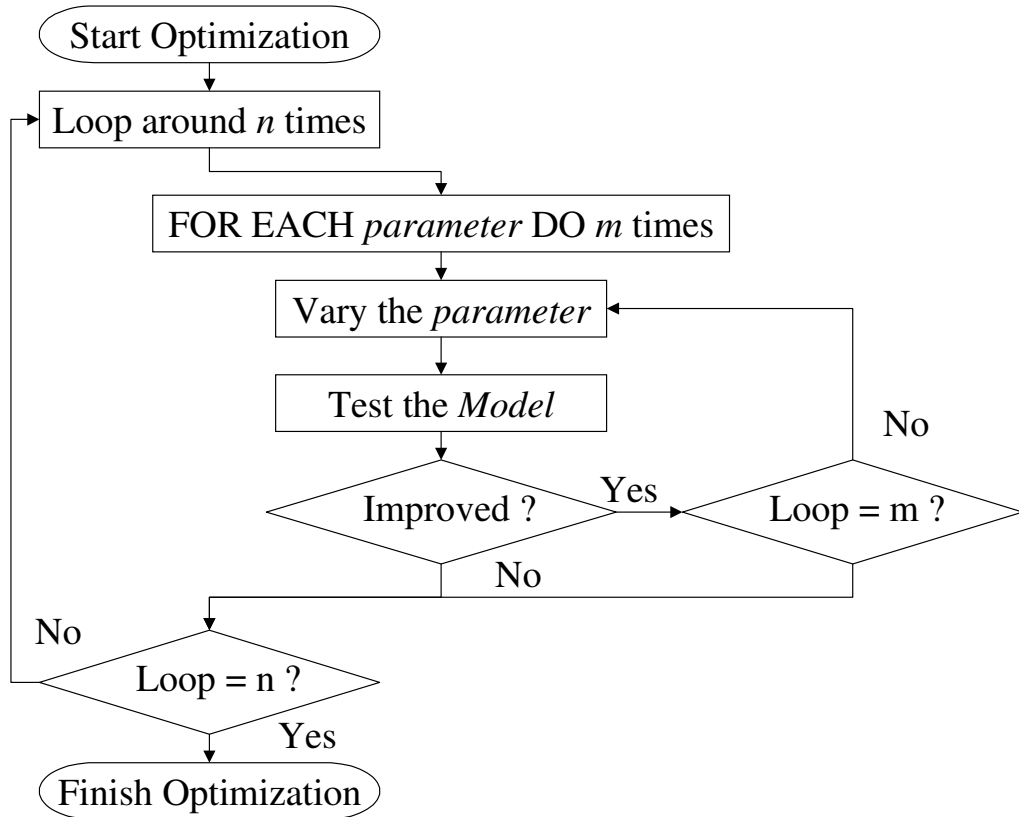 Start Optimization
Loop around n times
FOR EACH parameter DO m times
Vary the parameter
Test the Model
No
Improved ?
Yes
Loop = m ?
No
No
Loop = n ?
Yes
Finish Optimization